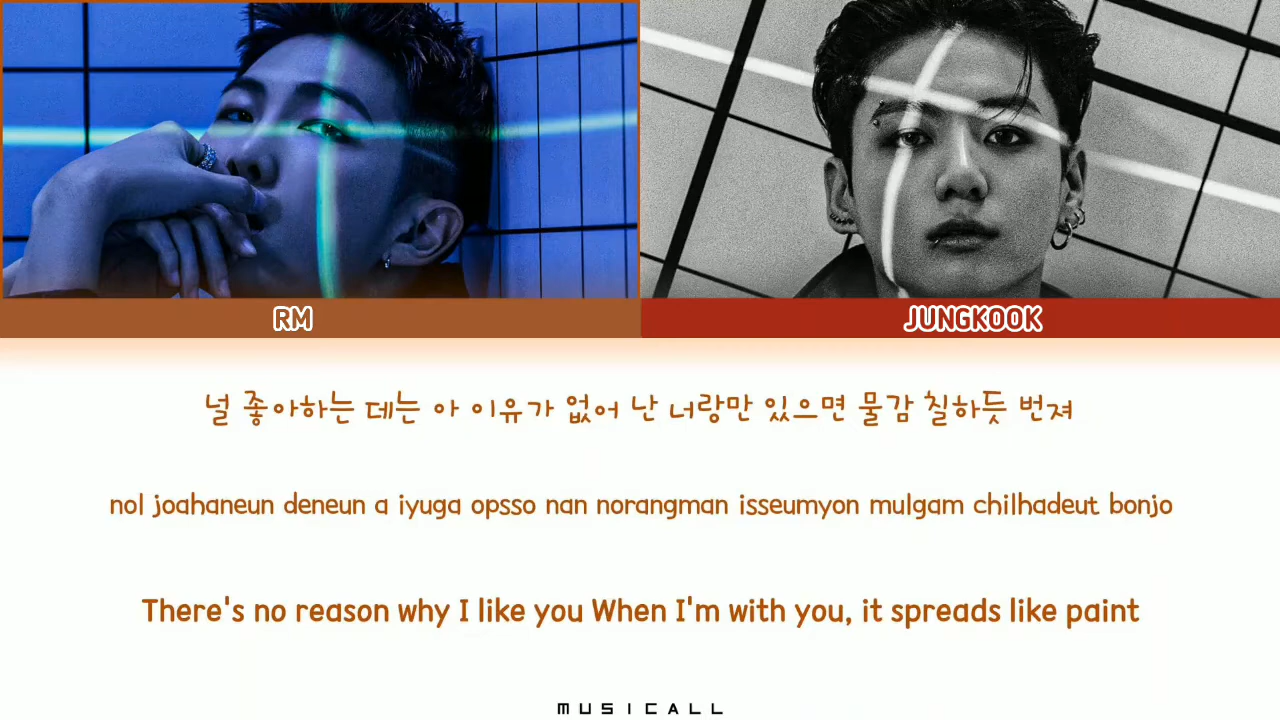 RM
JUNGKOOK
널 좋아하는 데는 아 이유가 없어 난 너랑만 있으면 물감 칠하듯 번져
nol joahaneun deneun a iyuga opsso nan norangman isseumyon mulgam chilhadeut bonjo
There's no reason why I like you When I'm with you, it spreads like paint
MUSICALL